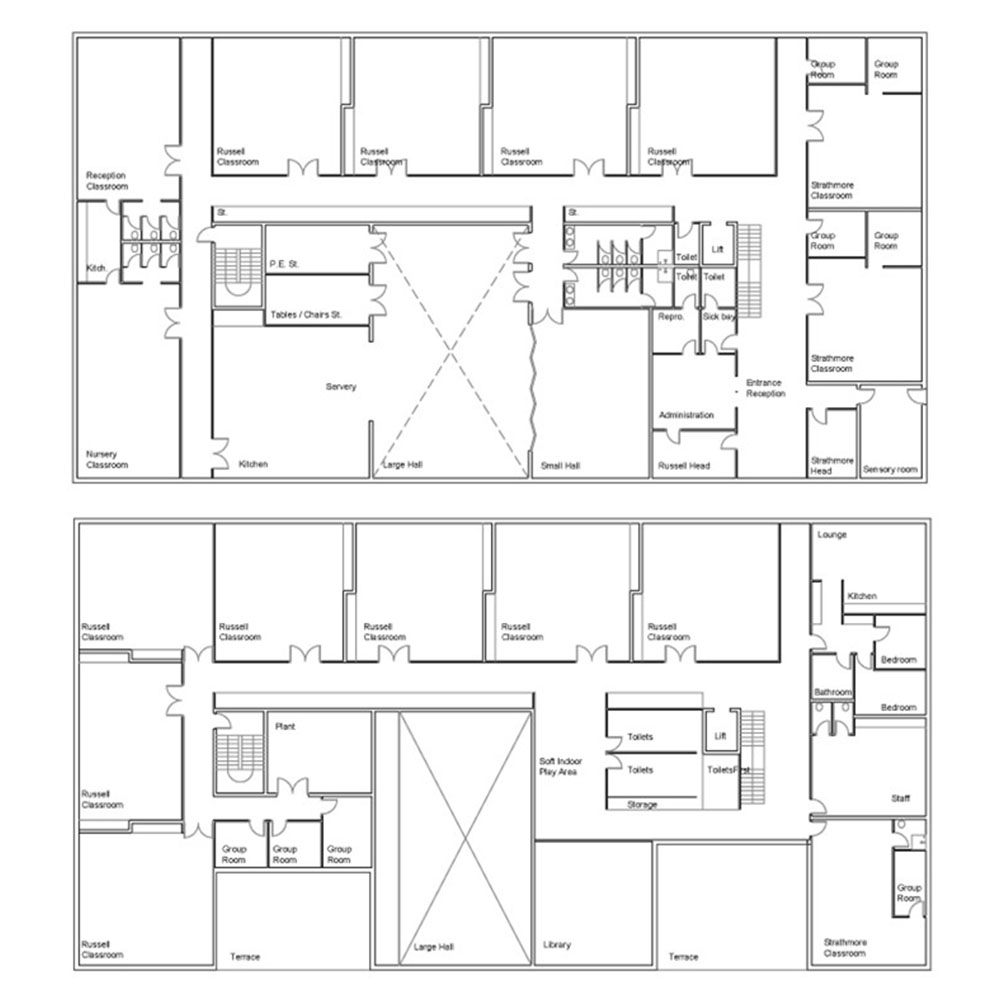 Group
Room
Group
Room
Russell
Classroom
Russell
Classroom
Russell
Classroom
Russell
Classroom
Reception
Classroom
Strathmore
Classroom
St.
St.
Group
Room
Group
Room
Lift
Toilet
P.E. St.
Kitch.
Toilet
Toilet
Tables / Chairs St.
Repro.
Sick bay
Strathmore
Classroom
Servery
Entrance
Reception
Administration
Nursery
Classroom
Kitchen
Large Hall
Small Hall
Russell Head
Strathmore
Head
Sensory room
Lounge
Kitchen
Russell
Classroom
Russell
Classroom
Russell
Classroom
Russell
Classroom
Russell
Classroom
Bedroom
Bathroom
Bedroom
Plant
Toilets
Lift
Soft Indoor
Play Area
Toilets
ToiletsFirst
Russell
Classroom
Staff
Storage
Group
Room
Group
Room
Group
Room
Group
Room
Russell
Classroom
Terrace
Large Hall
Library
Terrace
Strathmore
Classroom